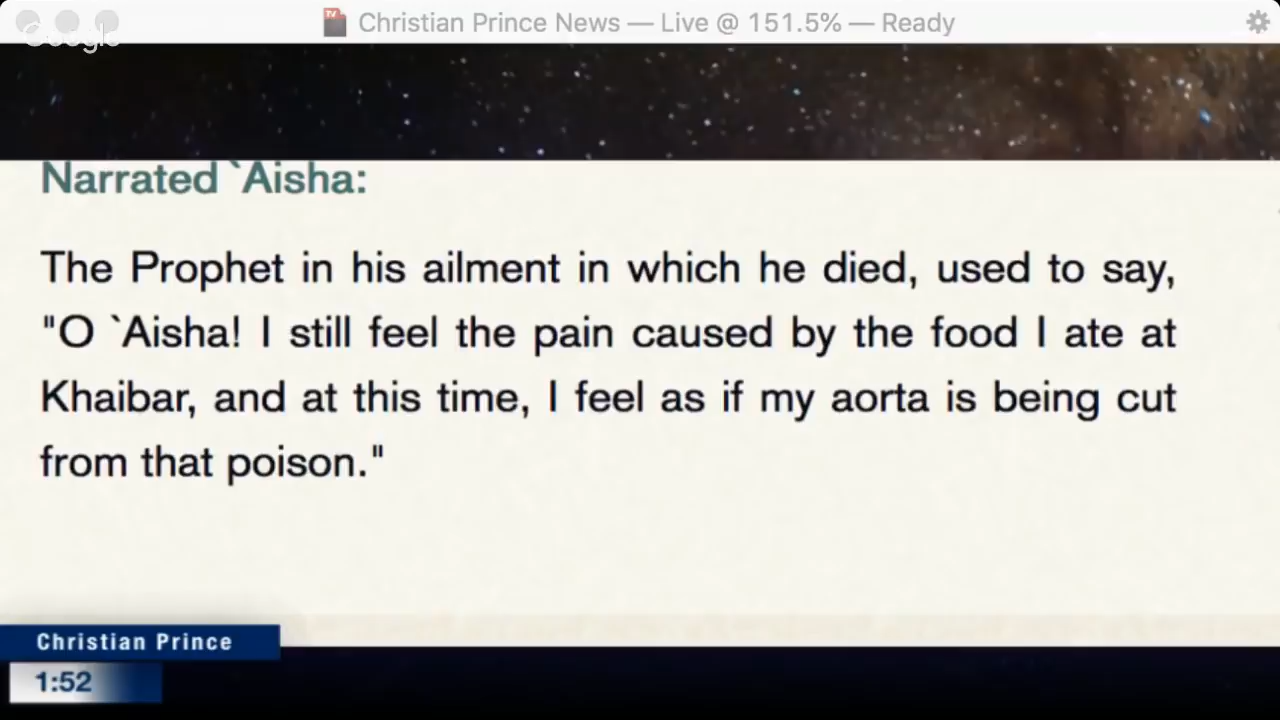 Christian Prince News — Live @ 151.5% — Ready
Google
Narrated `Aisha:
The Prophet in his ailment in which he died, used to say,
"O `Aisha! I still feel the pain caused by the food I ate at
Khaibar, and at this time, I feel as if my aorta is being cut
from that poison."
Christian Prince
1:52